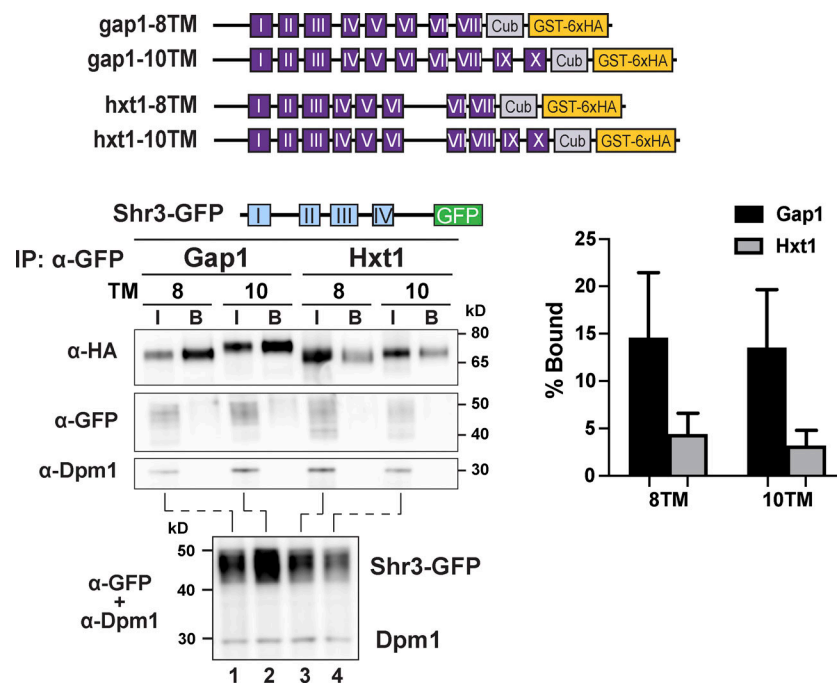 gap1-8TM I II III IV V VI VII VIII Cub GST-6xHA
gap1-10TM I II III IV V VI VII VIII IX X Cub GST-6xHA
hxt1-8TM I II III IV V VI VII VIII Cub GST-6xHA
hxt1-10TM I II III IV V VI VII VIII IX X Cub GST-6xHA
Shr3-GFP I II III IV GFP
IP: α-GFP Gap1 Hxt1
TM 8 10 8 10
I B I B I B I B kD
α-HA 80
65
α-GFP 50
40
α-Dpm1 30
kD
50
40
30
α-GFP
+
α-Dpm1
Shr3-GFP
Dpm1
1 2 3 4
Gap1
Hxt1
% Bound
25
20
15
10
5
0
8TM 10TM